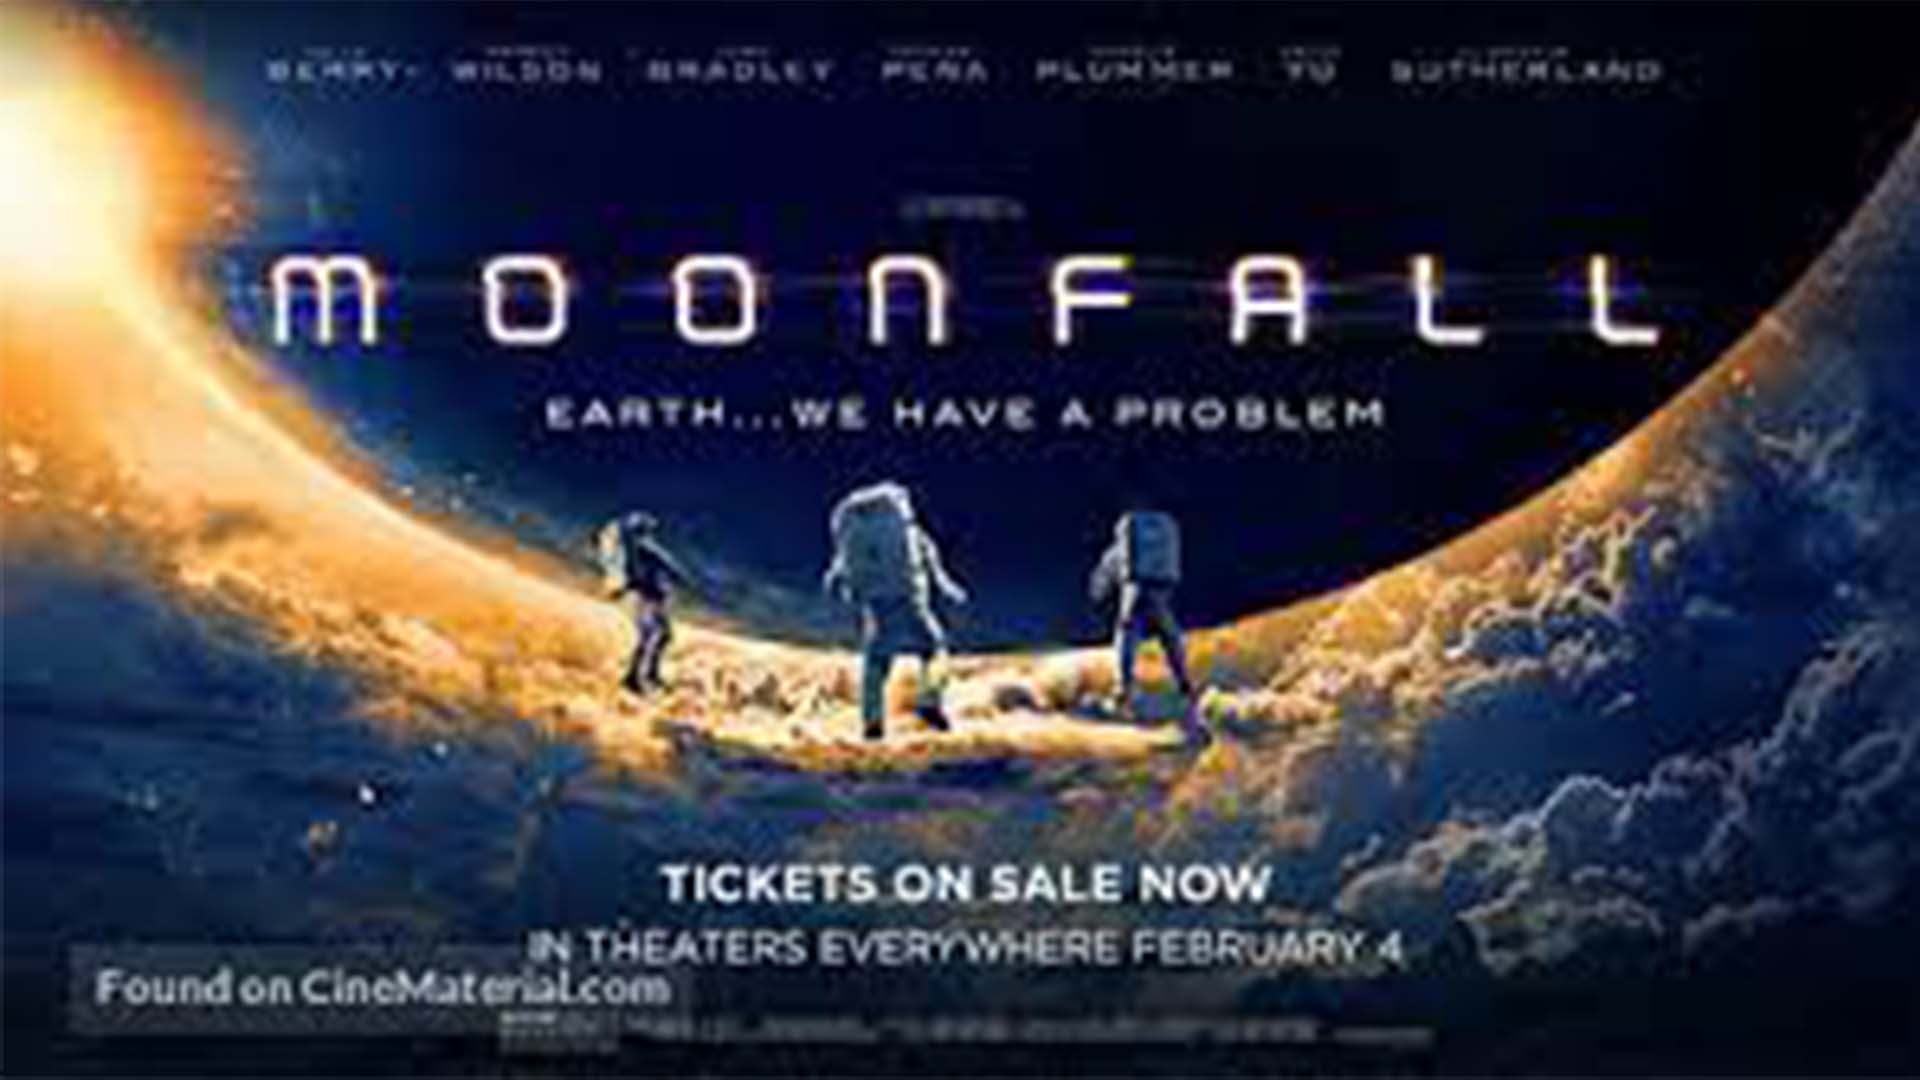 BERRY WILSON BRADLEY PEÑA PLUMMER YU SUTHERLAND
MOONFALL
EARTH...WE HAVE A PROBLEM
TICKETS ON SALE NOW
IN THEATERS EVERYWHERE FEBRUARY 4
Found on CineMaterial.com